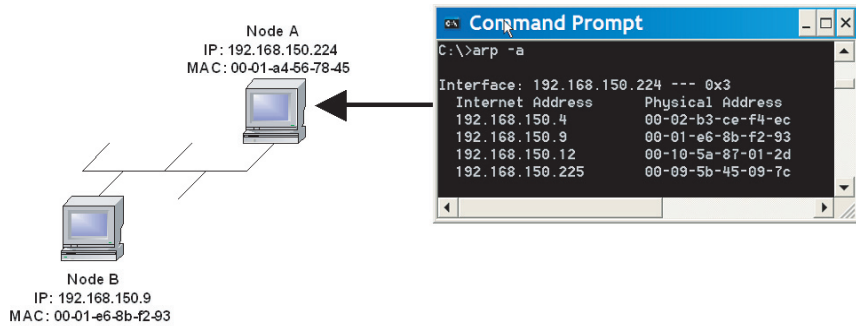 Node A
IP: 192.168.150.224
MAC: 00-01-a4-56-78-45
Command Prompt
C:\>arp -a
Interface: 192.168.150.224 --- 0x3
Internet Address Physical Address
192.168.150.4 00-02-b3-ce-f4-ec
192.168.150.9 00-01-e6-8b-f2-93
192.168.150.12 00-10-5a-87-01-2d
192.168.150.225 00-09-5b-45-09-7c
Node B
IP: 192.168.150.9
MAC: 00-01-e6-8b-f2-93